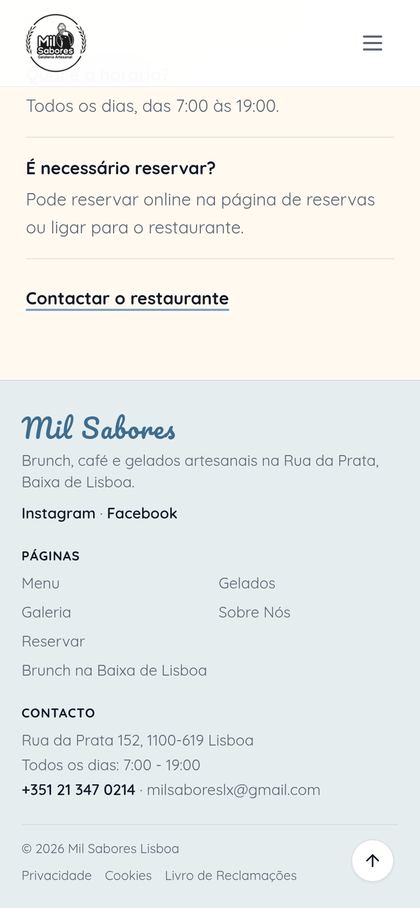 Mil
Sabores
Gelateria Artesanal
Qual é o horário?
Todos os dias, das 7:00 às 19:00.
É necessário reservar?
Pode reservar online na página de reservas
ou ligar para o restaurante.
Contactar o restaurante
Mil Sabores
Brunch, café e gelados artesanais na Rua da Prata,
Baixa de Lisboa.
Instagram · Facebook
PÁGINAS
Menu Gelados
Galeria Sobre Nós
Reservar
Brunch na Baixa de Lisboa
CONTACTO
Rua da Prata 152, 1100-619 Lisboa
Todos os dias: 7:00 - 19:00
+351 21 347 0214 · milsaboreslx@gmail.com
© 2026 Mil Sabores Lisboa
Privacidade Cookies Livro de Reclamações